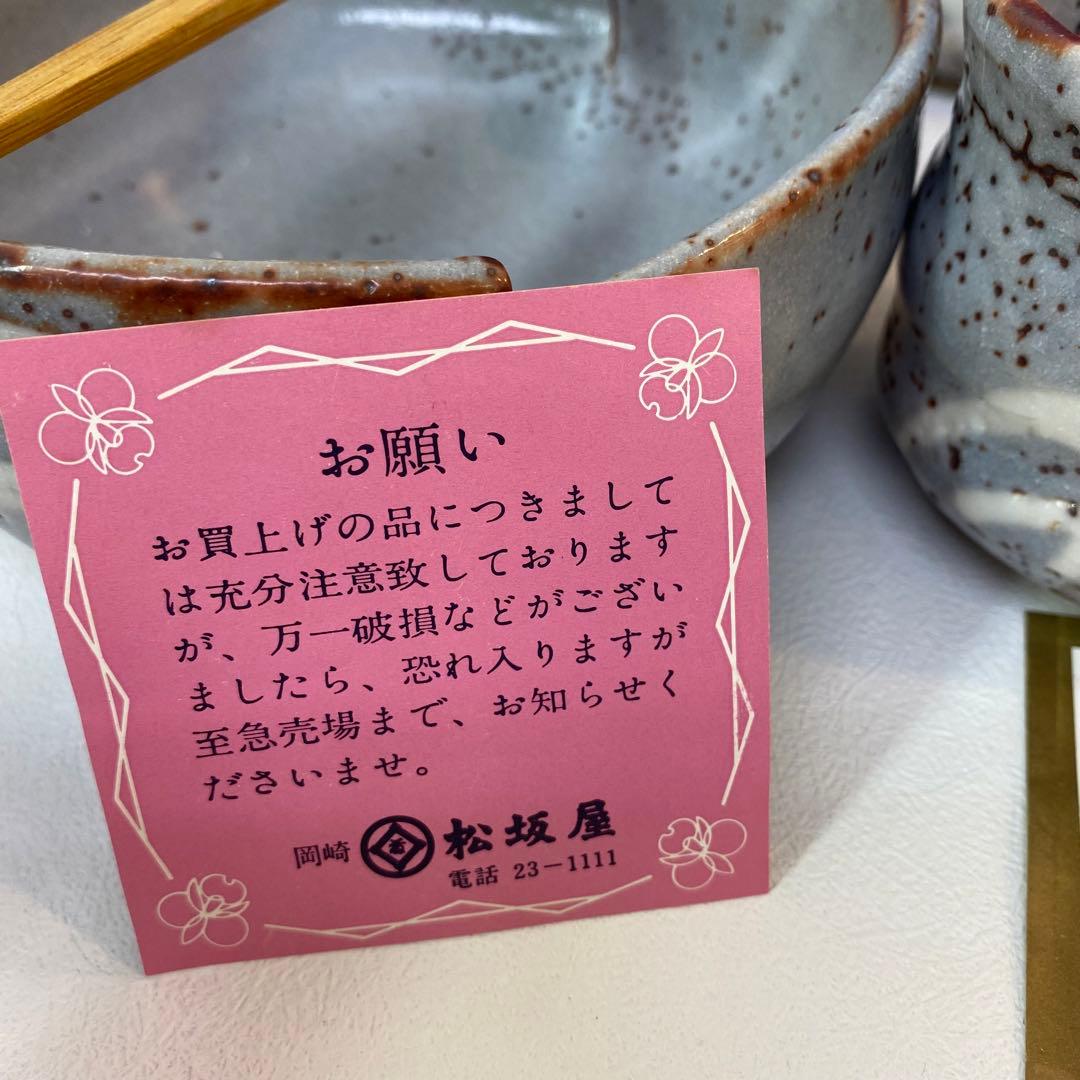 お願い
お買上げの品につきまして
は充分注意致しております
が、万一破損などがござい
ましたら、恐れ入りますが
至急売場まで、お知らせく
ださいませ。
岡崎 松坂屋
電話 23-1111